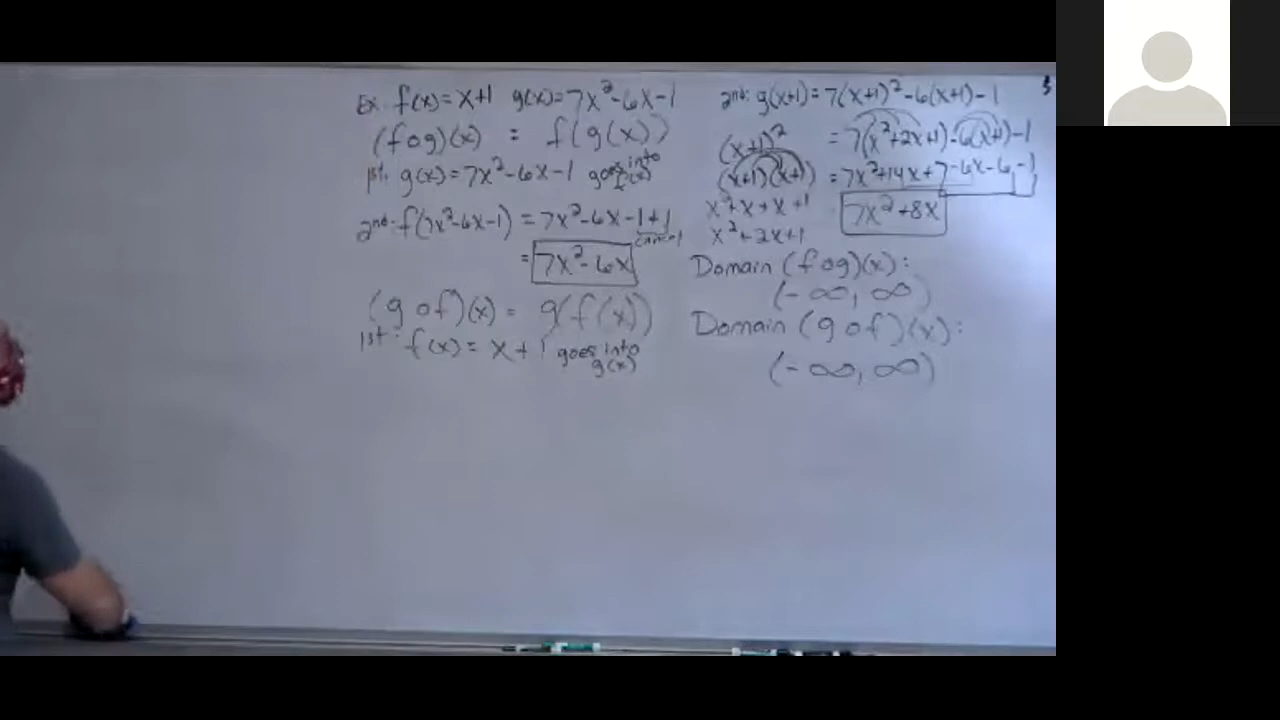 Ex. f(x)=x+1 g(x)=7x²-6x-1
(f o g)(x) = f(g(x))
1st: g(x)=7x²-6x-1 goes into f(x)
2nd: f(7x²-6x-1) = 7x²-6x-1+1
cancel
= 7x²-6x
(g o f)(x) = g(f(x))
1st: f(x)= x+1 goes into
g(x)
2nd: g(x+1)=7(x+1)²-6(x+1)-1
(x+1)² = 7(x²+2x+1)-6(x+1)-1
(x+1)(x+1) = 7x²+14x+7-6x-6-1
x²+x+x+1
7x²+8x
x²+2x+1
Domain (f o g)(x):
(-∞, ∞)
Domain (g o f)(x):
(-∞, ∞)